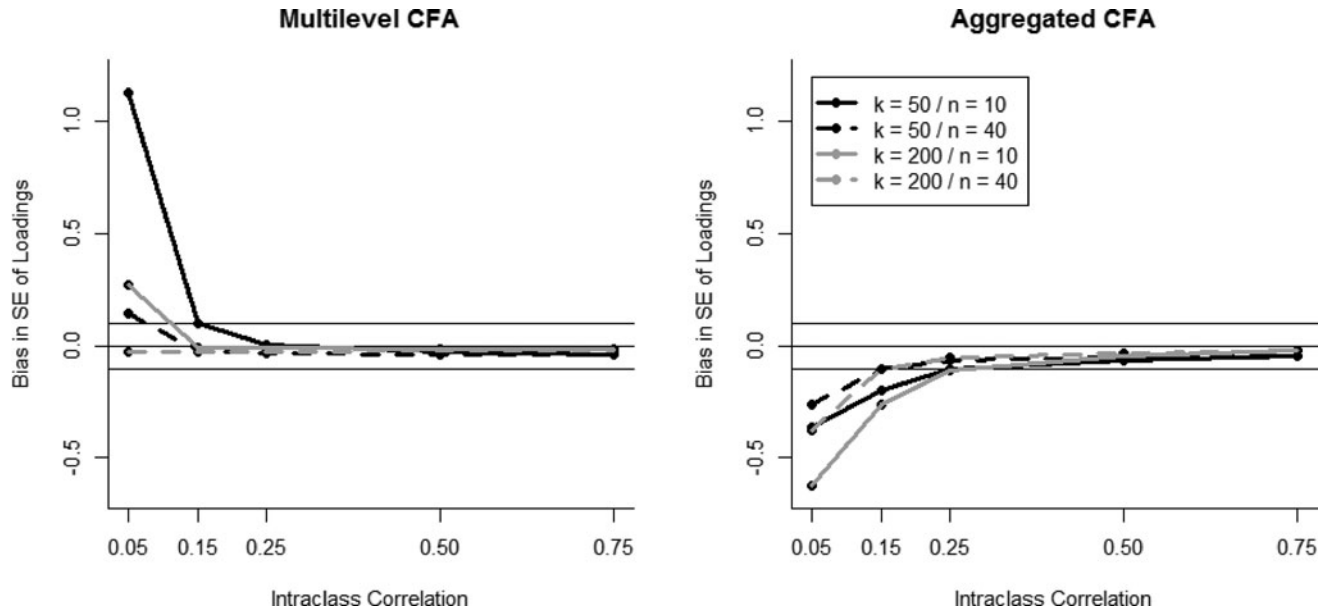 Multilevel CFA
Bias in SE of Loadings
1.0
0.5
0.0
-0.5
0.05 0.15 0.25 0.50 0.75
Intraclass Correlation
Aggregated CFA
Bias in SE of Loadings
1.0
0.5
0.0
-0.5
k = 50 / n = 10
k = 50 / n = 40
k = 200 / n = 10
k = 200 / n = 40
0.05 0.15 0.25 0.50 0.75
Intraclass Correlation